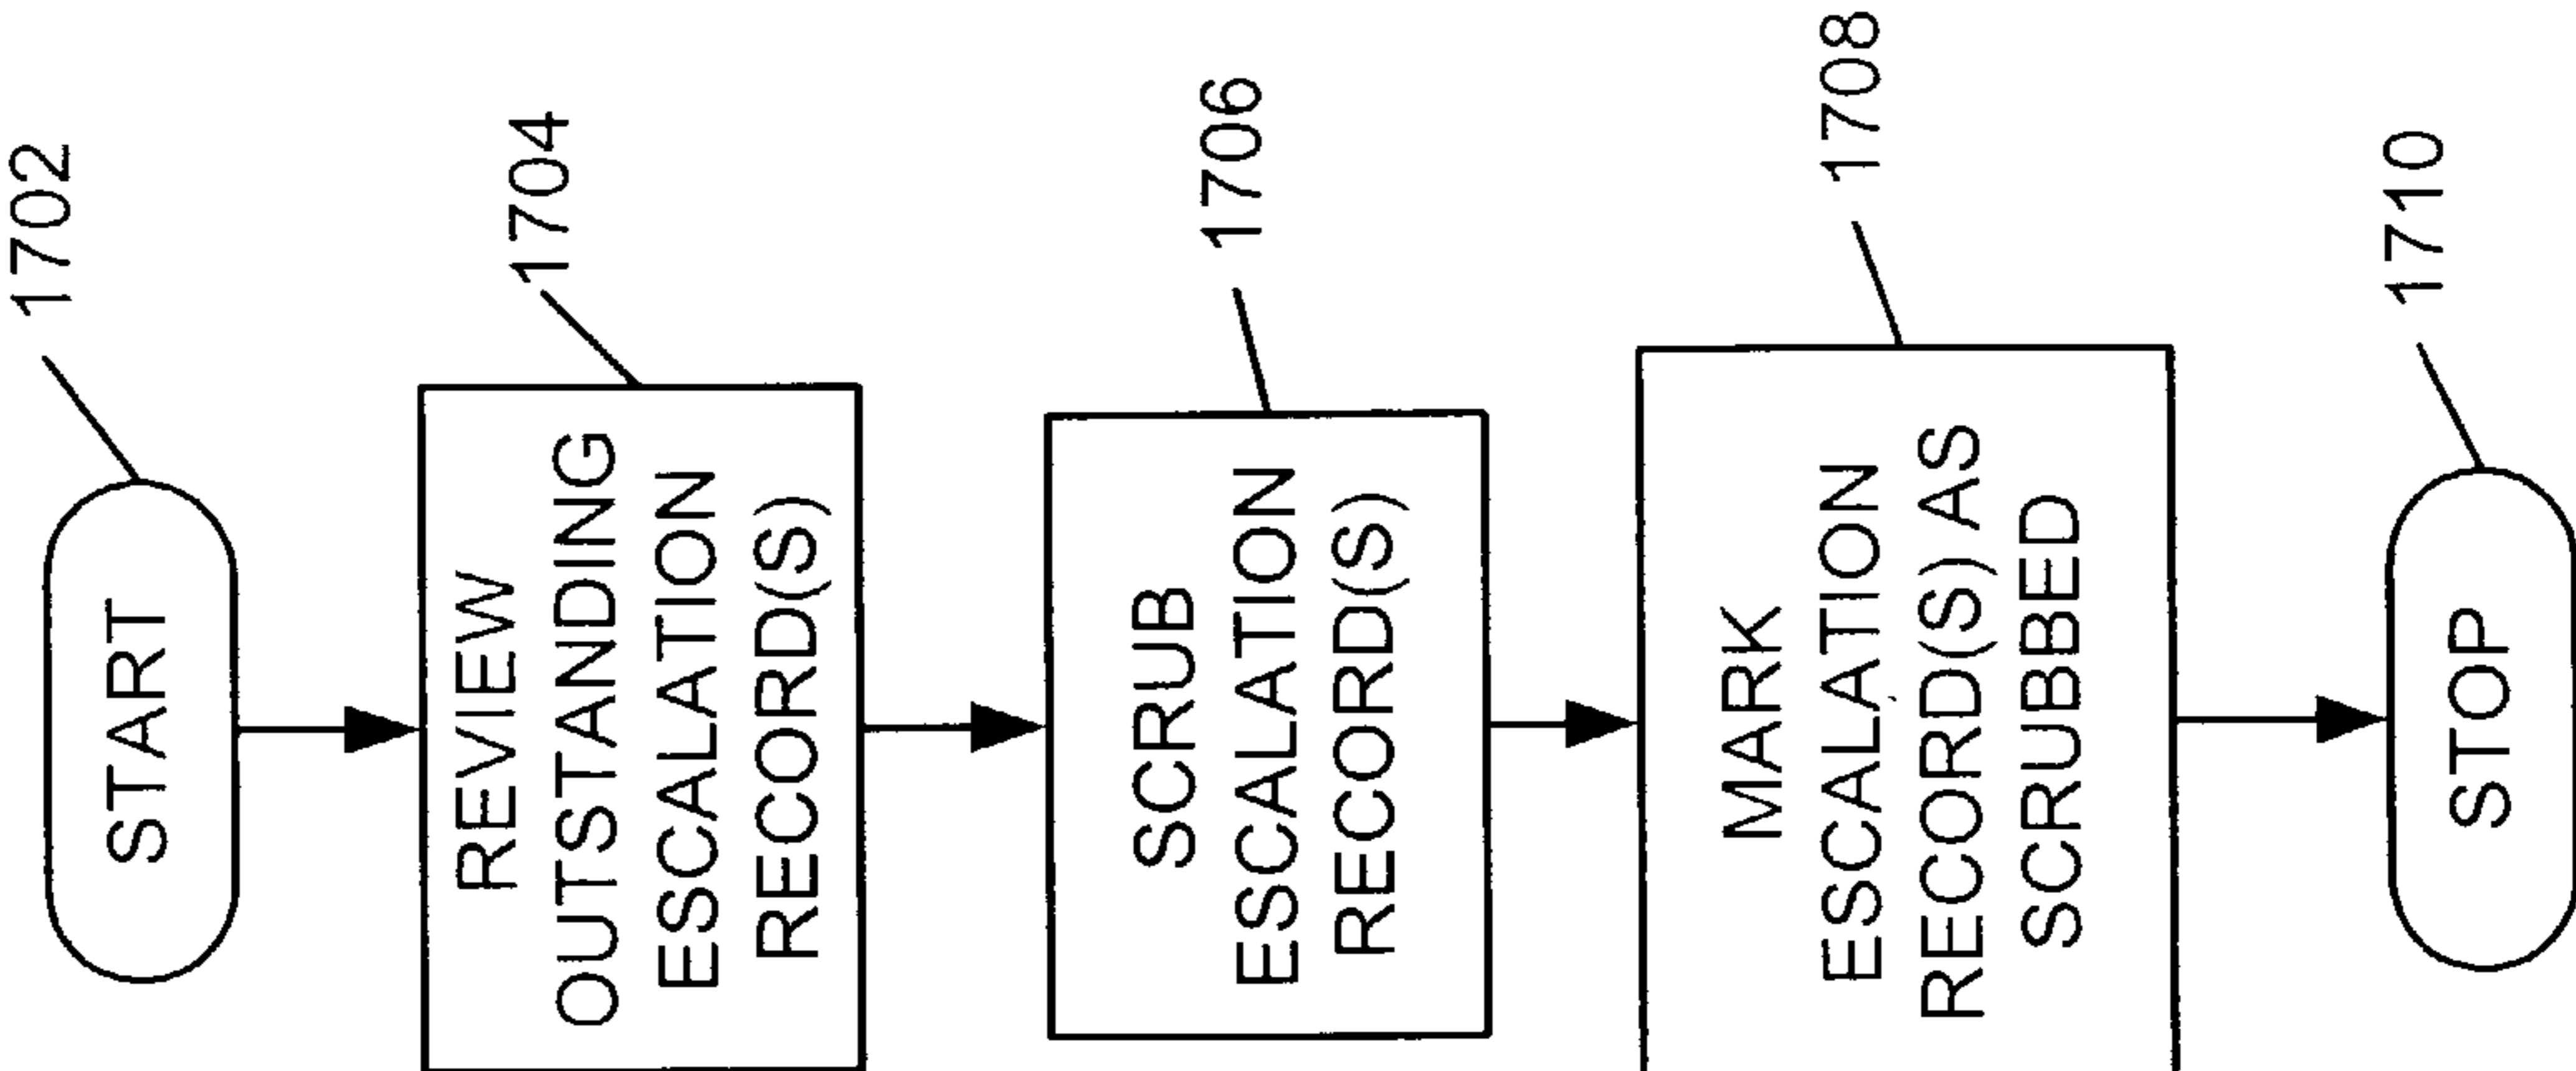 START
1702
REVIEW
OUTSTANDING
ESCALATION
RECORD(S)
1704
SCRUB
ESCALATION
RECORD(S)
1706
MARK
ESCALATION
RECORD(S) AS
SCRUBBED
1708
STOP
1710